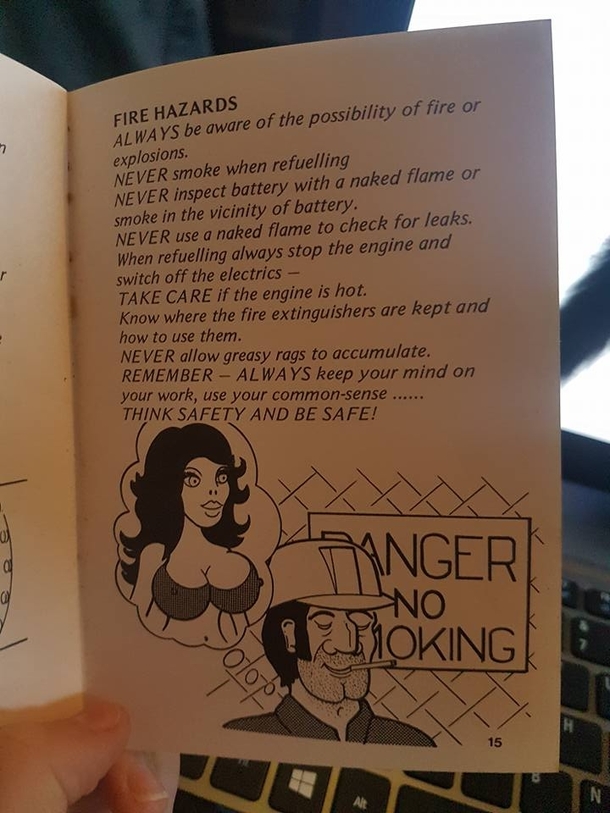 FIRE HAZARDS
ALWAYS be aware of the possibility of fire or
explosions.
NEVER smoke when refuelling
NEVER inspect battery with a naked flame or
smoke in the vicinity of battery.
NEVER use a naked flame to check for leaks.
When refuelling always stop the engine and
switch off the electrics —
TAKE CARE if the engine is hot.
Know where the fire extinguishers are kept and
how to use them.
NEVER allow greasy rags to accumulate.
REMEMBER — ALWAYS keep your mind on
your work, use your common-sense ......
THINK SAFETY AND BE SAFE!
DANGER
NO
MOKING
15
H
Alt